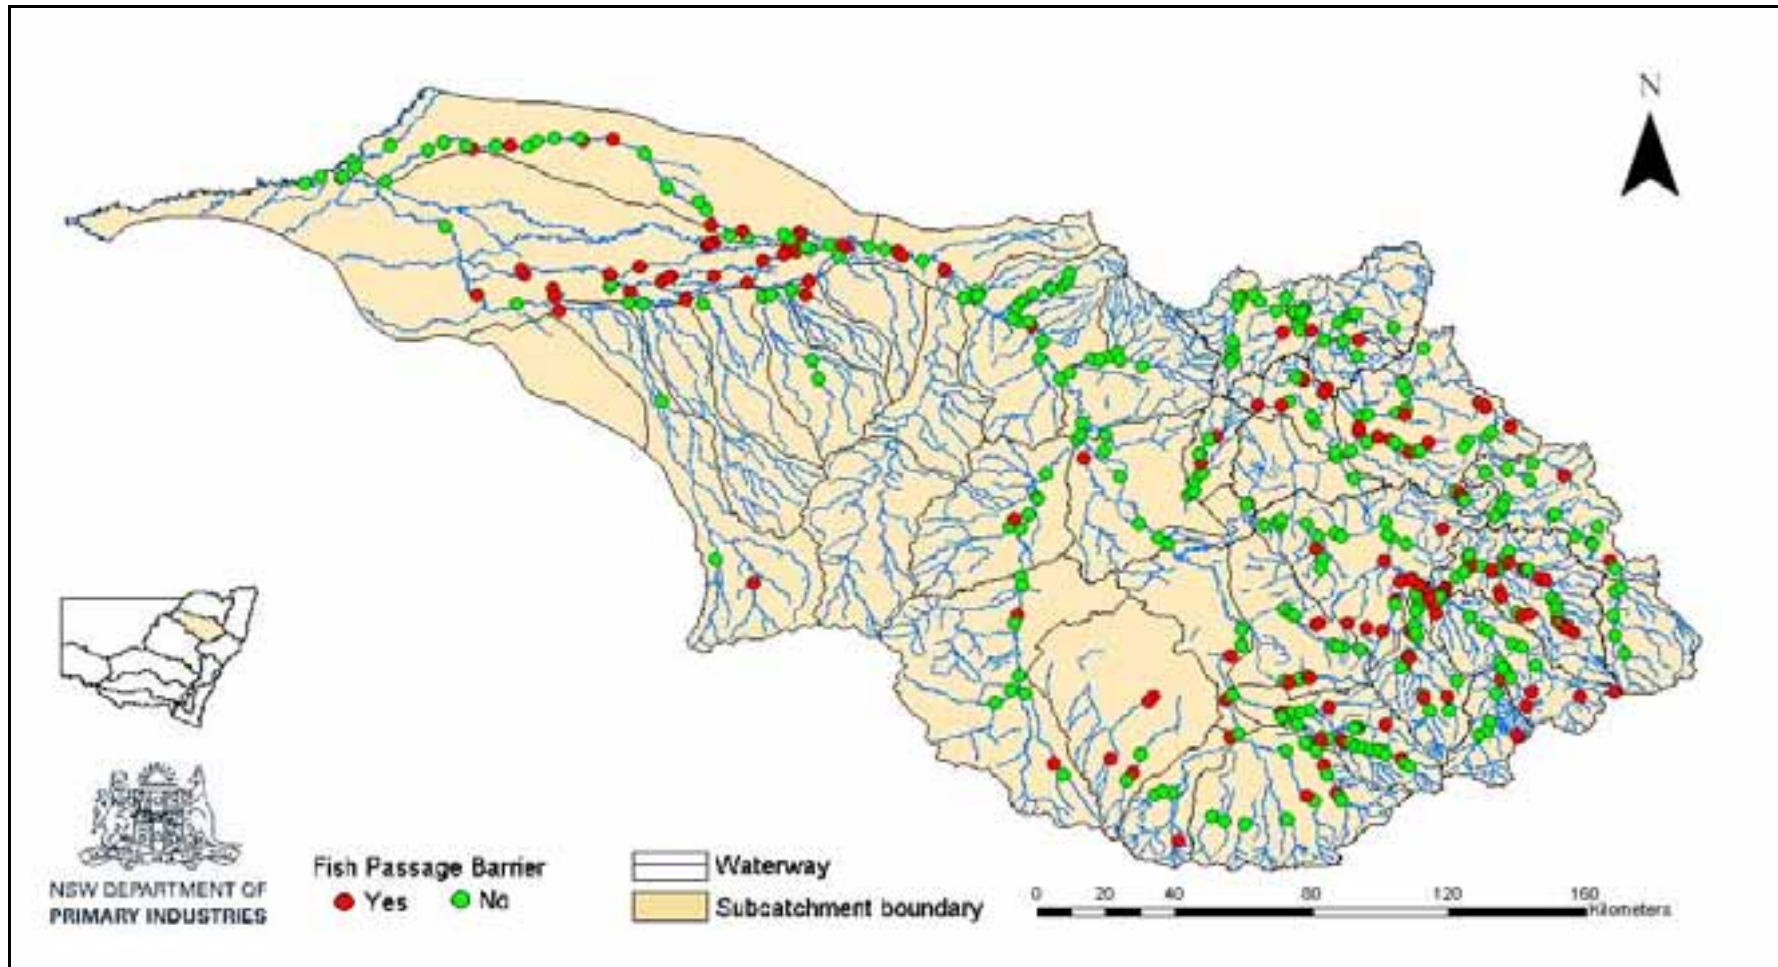 N
NSW DEPARTMENT OF
PRIMARY INDUSTRIES
Fish Passage Barrier
Yes
No
Waterway
Subcatchment boundary
0 20 40 80 120 160
Kilometers